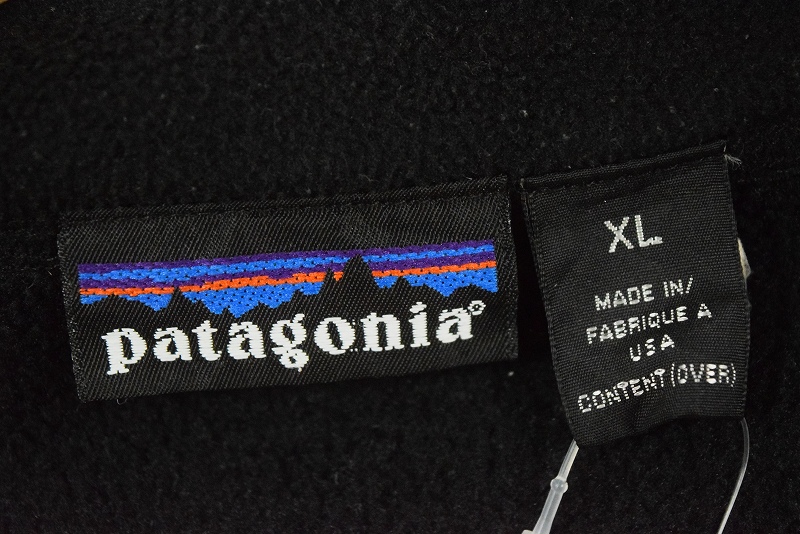 patagonia®
XL
MADE IN/
FABRIQUE A
USA
CONTENT (OVER)